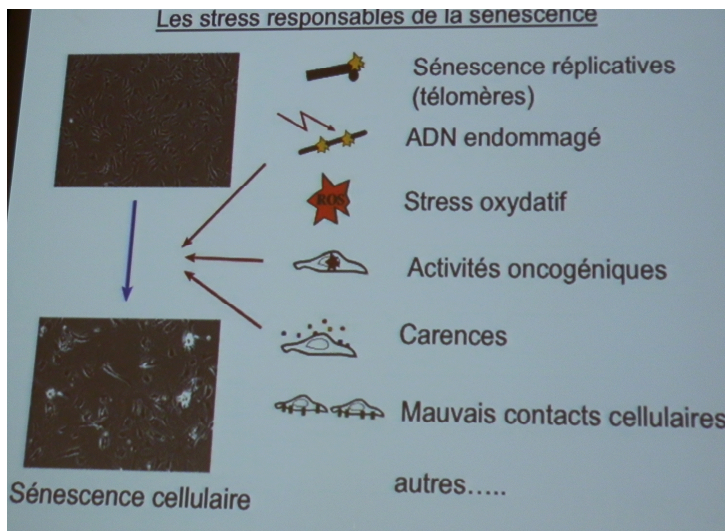 Les stress responsables de la sénescence
Sénescence réplicatives
(télomères)
ADN endommagé
ROS
Stress oxydatif
Activités oncogéniques
Carences
Mauvais contacts cellulaires
autres.....
Sénescence cellulaire